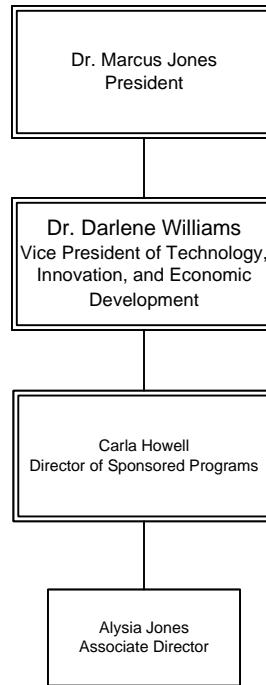 Dr. Marcus Jones
President
Dr. Darlene Williams
Vice President of Technology,
Innovation, and Economic
Development
Carla Howell
Director of Sponsored Programs
Alysia Jones
Associate Director